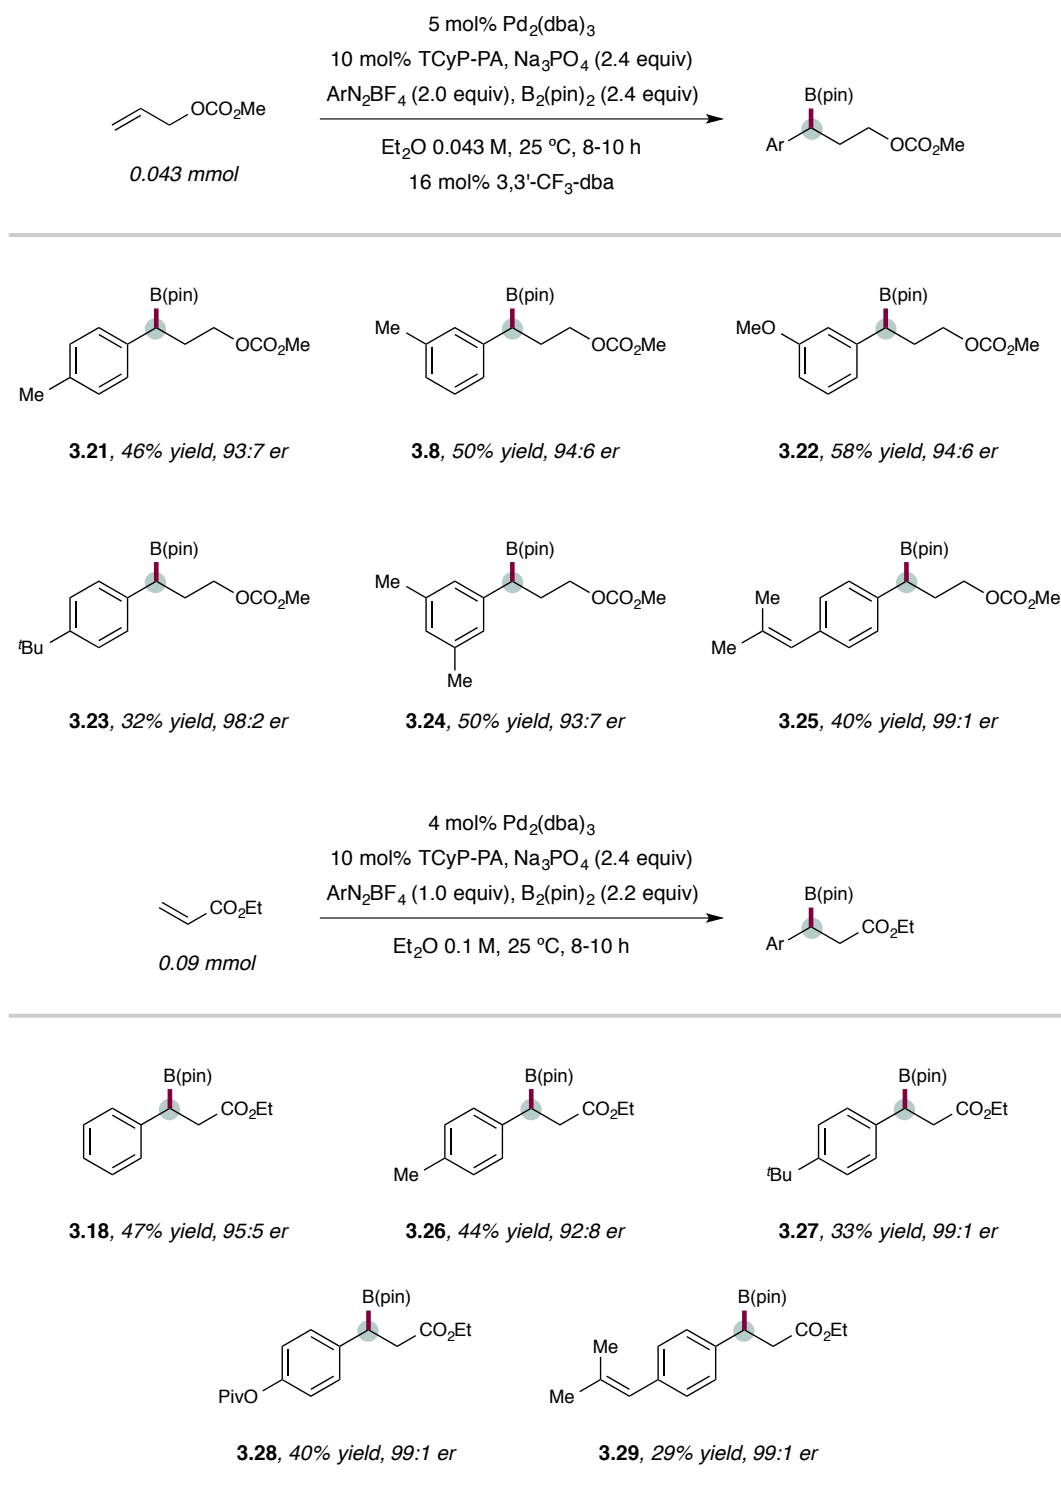 5 mol% Pd2(dba)3
10 mol% TCyP-PA, Na3PO4 (2.4 equiv)
ArN2BF4 (2.0 equiv), B2(pin)2 (2.4 equiv)
OCO2Me
0.043 mmol
Et2O 0.043 M, 25 ºC, 8-10 h
16 mol% 3,3'-CF3-dba
B(pin)
Ar
OCO2Me
B(pin)
OCO2Me
Me
3.21, 46% yield, 93:7 er
B(pin)
Me
OCO2Me
3.8, 50% yield, 94:6 er
B(pin)
MeO
OCO2Me
3.22, 58% yield, 94:6 er
B(pin)
OCO2Me
tBu
3.23, 32% yield, 98:2 er
B(pin)
Me
OCO2Me
Me
3.24, 50% yield, 93:7 er
B(pin)
Me
OCO2Me
Me
3.25, 40% yield, 99:1 er
4 mol% Pd2(dba)3
10 mol% TCyP-PA, Na3PO4 (2.4 equiv)
ArN2BF4 (1.0 equiv), B2(pin)2 (2.2 equiv)
CO2Et
0.09 mmol
Et2O 0.1 M, 25 ºC, 8-10 h
B(pin)
Ar
CO2Et
B(pin)
CO2Et
3.18, 47% yield, 95:5 er
B(pin)
CO2Et
Me
3.26, 44% yield, 92:8 er
B(pin)
CO2Et
tBu
3.27, 33% yield, 99:1 er
B(pin)
CO2Et
PivO
3.28, 40% yield, 99:1 er
B(pin)
CO2Et
Me
Me
3.29, 29% yield, 99:1 er